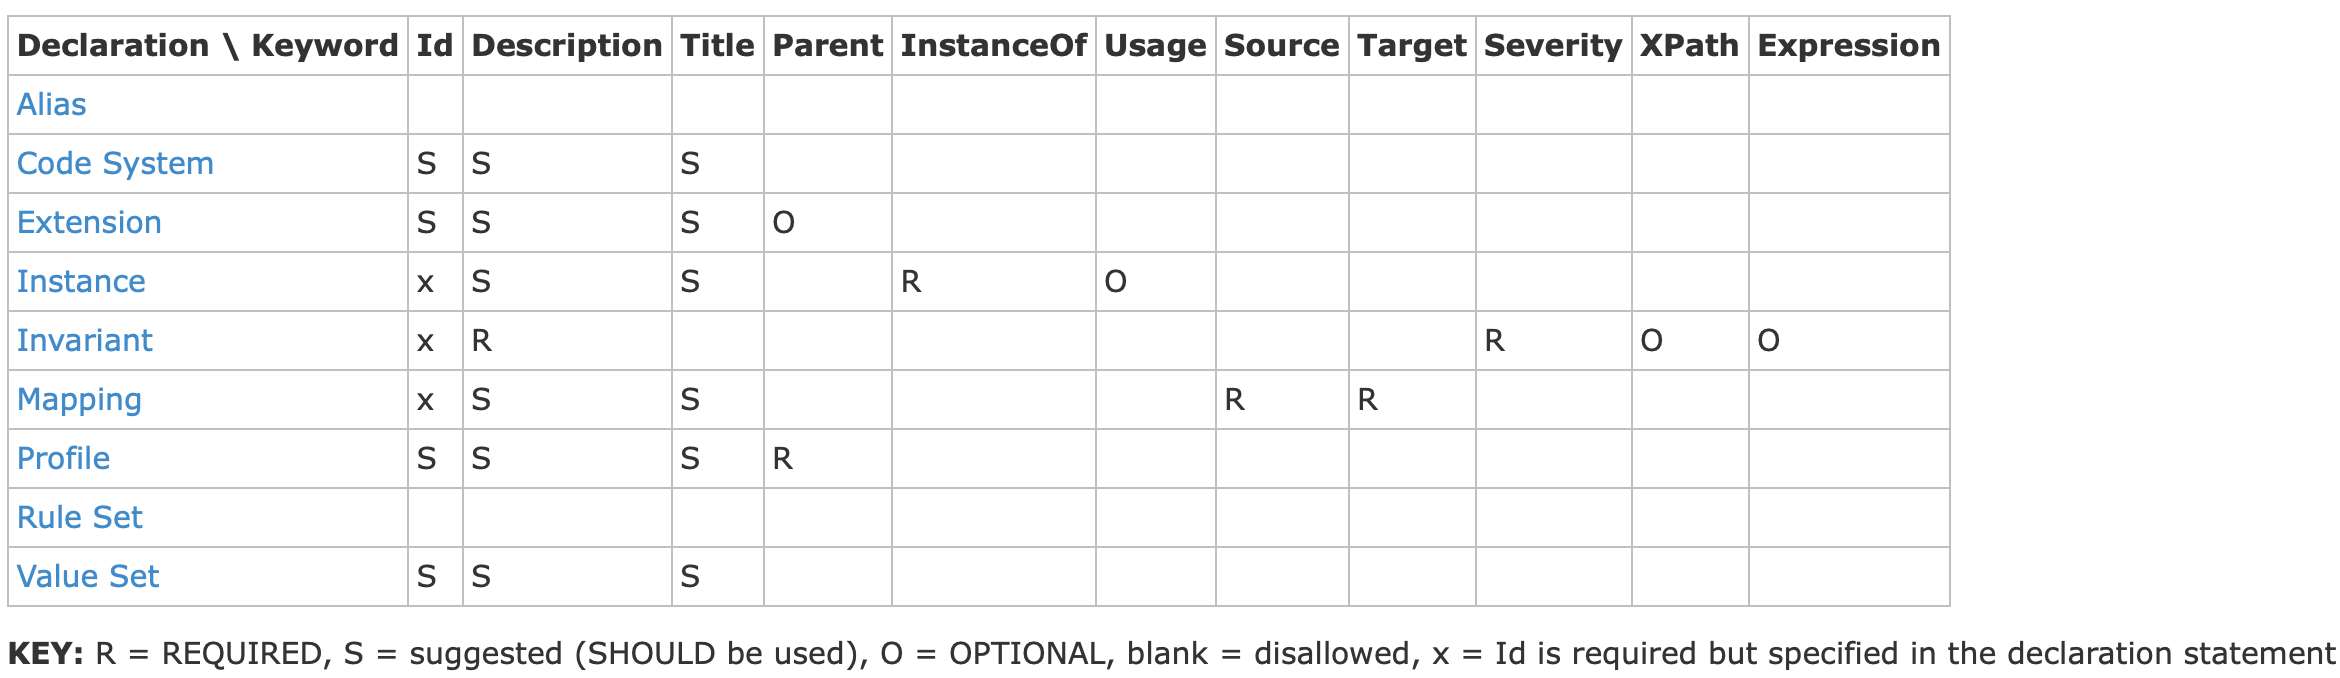 Declaration \ Keyword Id Description Title Parent InstanceOf Usage Source Target Severity XPath Expression
Alias
Code System S S S
Extension S S S O
Instance x S S R O
Invariant x R R O O
Mapping x S S R R
Profile S S S R
Rule Set
Value Set S S S
KEY: R = REQUIRED, S = suggested (SHOULD be used), O = OPTIONAL, blank = disallowed, x = Id is required but specified in the declaration statement